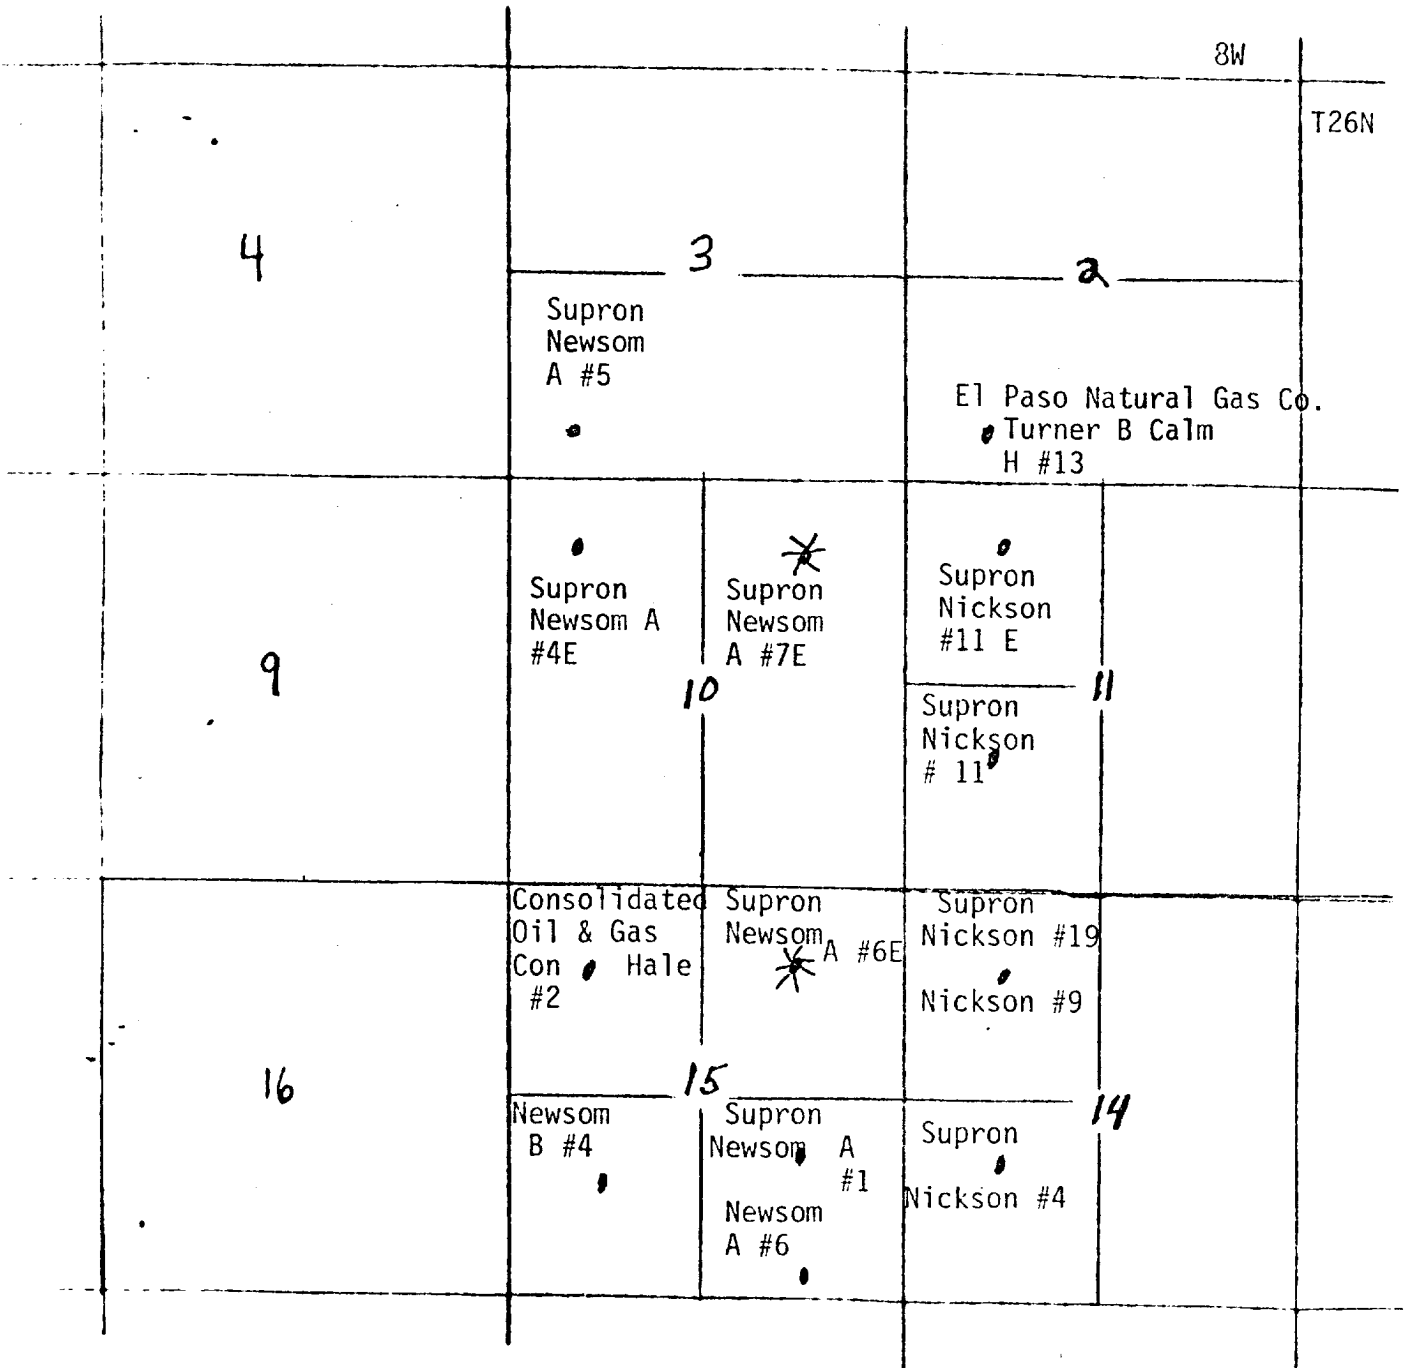 8W
T26N
4
3
2
Supron
Newsom
A #5
El Paso Natural Gas Co.
Turner B Calm
H #13
Supron
Newsom A
#4E
Supron
Newsom
A #7E
Supron
Nickson
#11 E
9
10
11
Supron
Nickson
# 11
Consolidated
Oil & Gas
Con Hale
#2
Supron
Newsom
A #6E
Supron
Nickson #19
Nickson #9
16
15
14
Newsom
B #4
Supron
Newsom A
#1
Newsom
A #6
Supron
Nickson #4